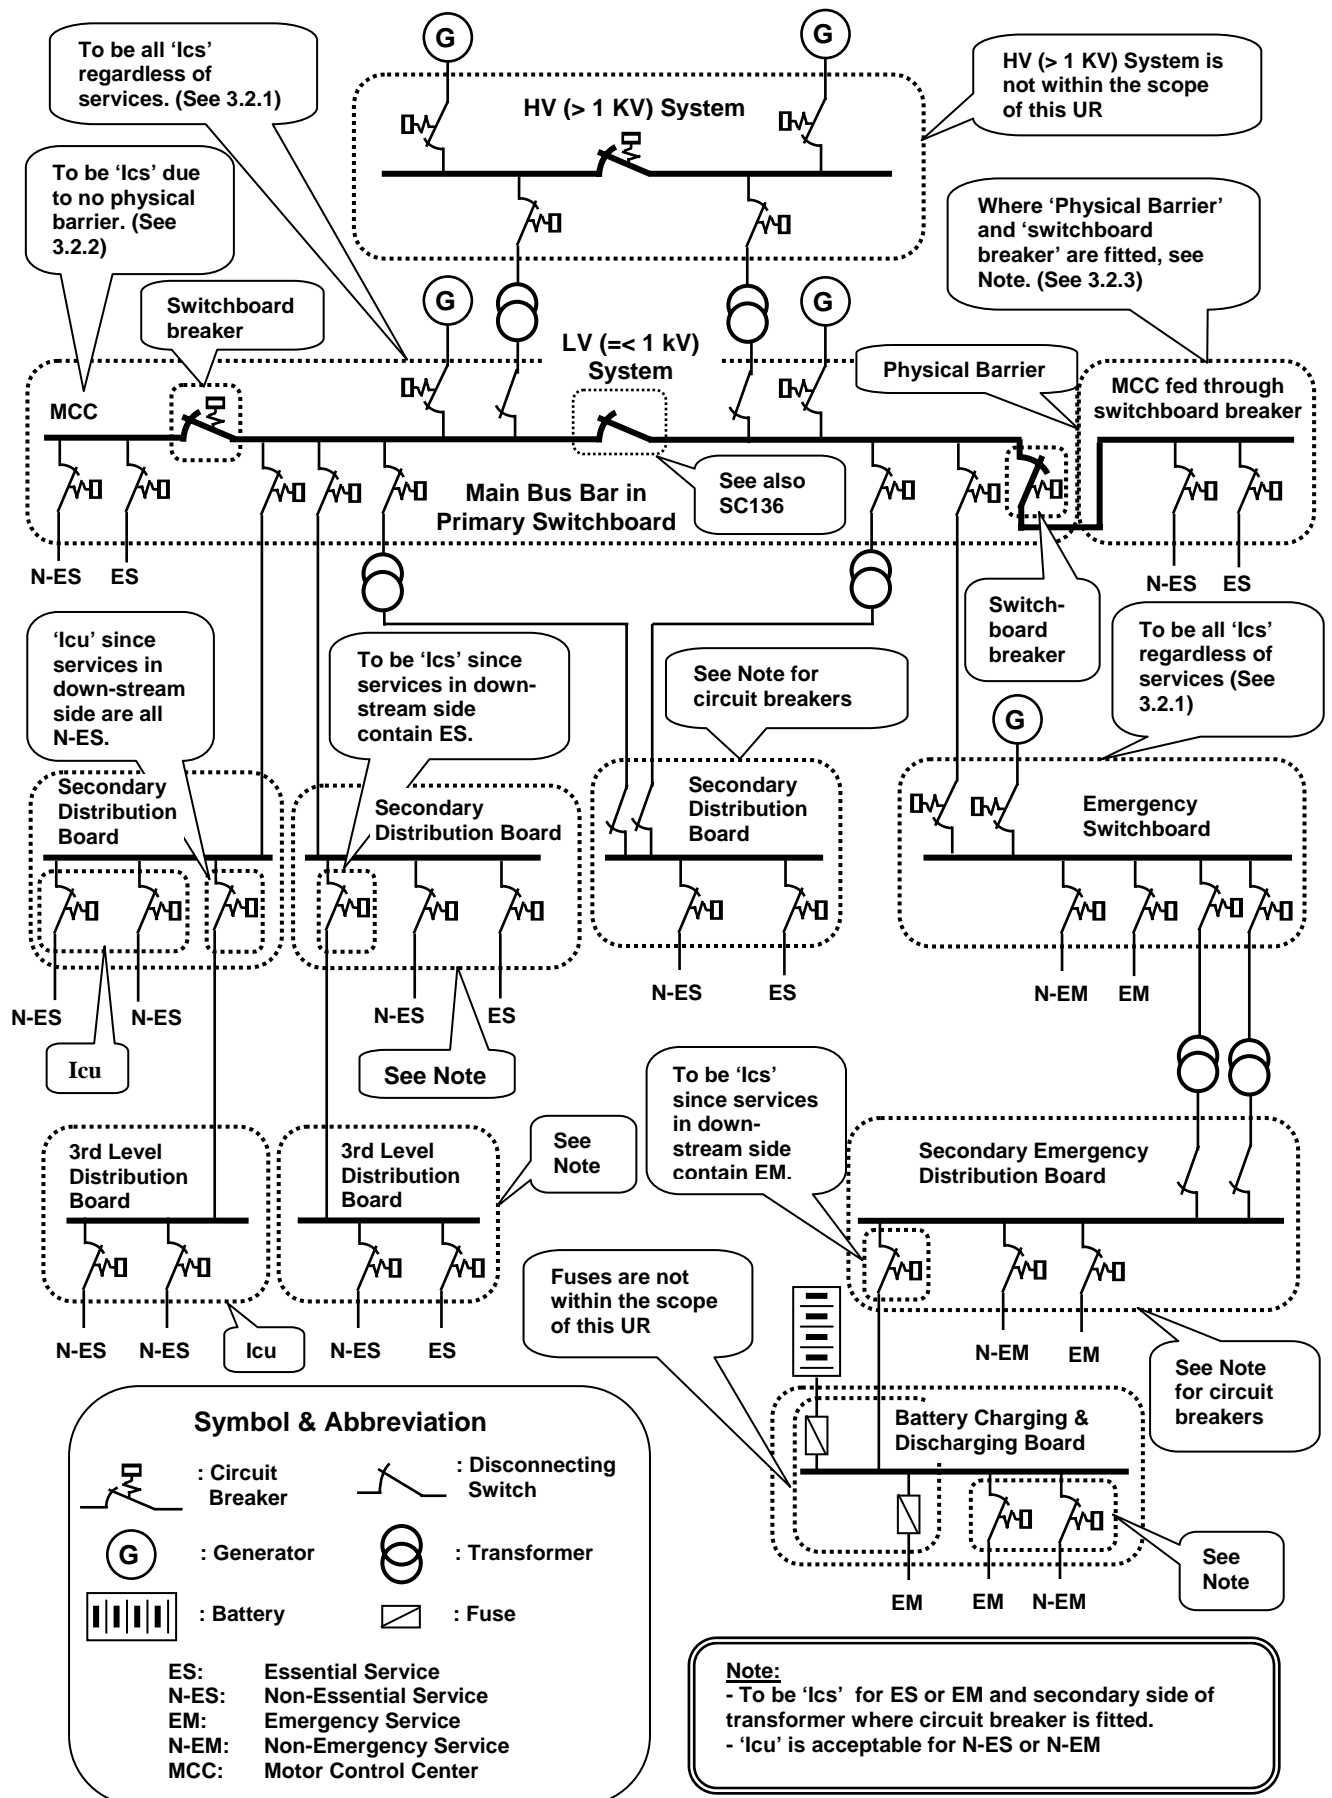 G
G
To be all 'Ics'
regardless of
services. (See 3.2.1)
HV (> 1 KV) System is
not within the scope
of this UR
HV (> 1 KV) System
To be 'Ics' due
to no physical
barrier. (See
3.2.2)
Where 'Physical Barrier'
and 'switchboard
breaker' are fitted, see
Note. (See 3.2.3)
Switchboard
breaker
G
G
LV (=< 1 kV)
System
Physical Barrier
MCC
MCC fed through
switchboard breaker
Main Bus Bar in
Primary Switchboard
See also
SC136
N-ES
ES
N-ES
ES
Switch-
board
breaker
'Icu' since
services in
down-stream
side are all
N-ES.
To be 'Ics' since
services in down-
stream side
contain ES.
See Note for
circuit breakers
To be all 'Ics'
regardless of
services (See
3.2.1)
G
Secondary
Distribution
Board
Secondary
Distribution Board
Secondary
Distribution
Board
Emergency
Switchboard
N-ES
N-ES
N-ES
ES
N-ES
ES
N-EM
EM
Icu
See Note
To be 'Ics'
since services
in down-
stream side
contain EM.
3rd Level
Distribution
Board
3rd Level
Distribution
Board
See
Note
Secondary Emergency
Distribution Board
Fuses are not
within the scope
of this UR
N-ES
N-ES
Icu
N-ES
ES
N-EM
EM
See Note
for circuit
breakers
Battery Charging &
Discharging Board
EM
EM
N-EM
See
Note
Symbol & Abbreviation
: Circuit
Breaker
: Disconnecting
Switch
G
: Generator
: Transformer
: Battery
: Fuse
ES: Essential Service
N-ES: Non-Essential Service
EM: Emergency Service
N-EM: Non-Emergency Service
MCC: Motor Control Center
Note:
- To be 'Ics' for ES or EM and secondary side of
transformer where circuit breaker is fitted.
- 'Icu' is acceptable for N-ES or N-EM